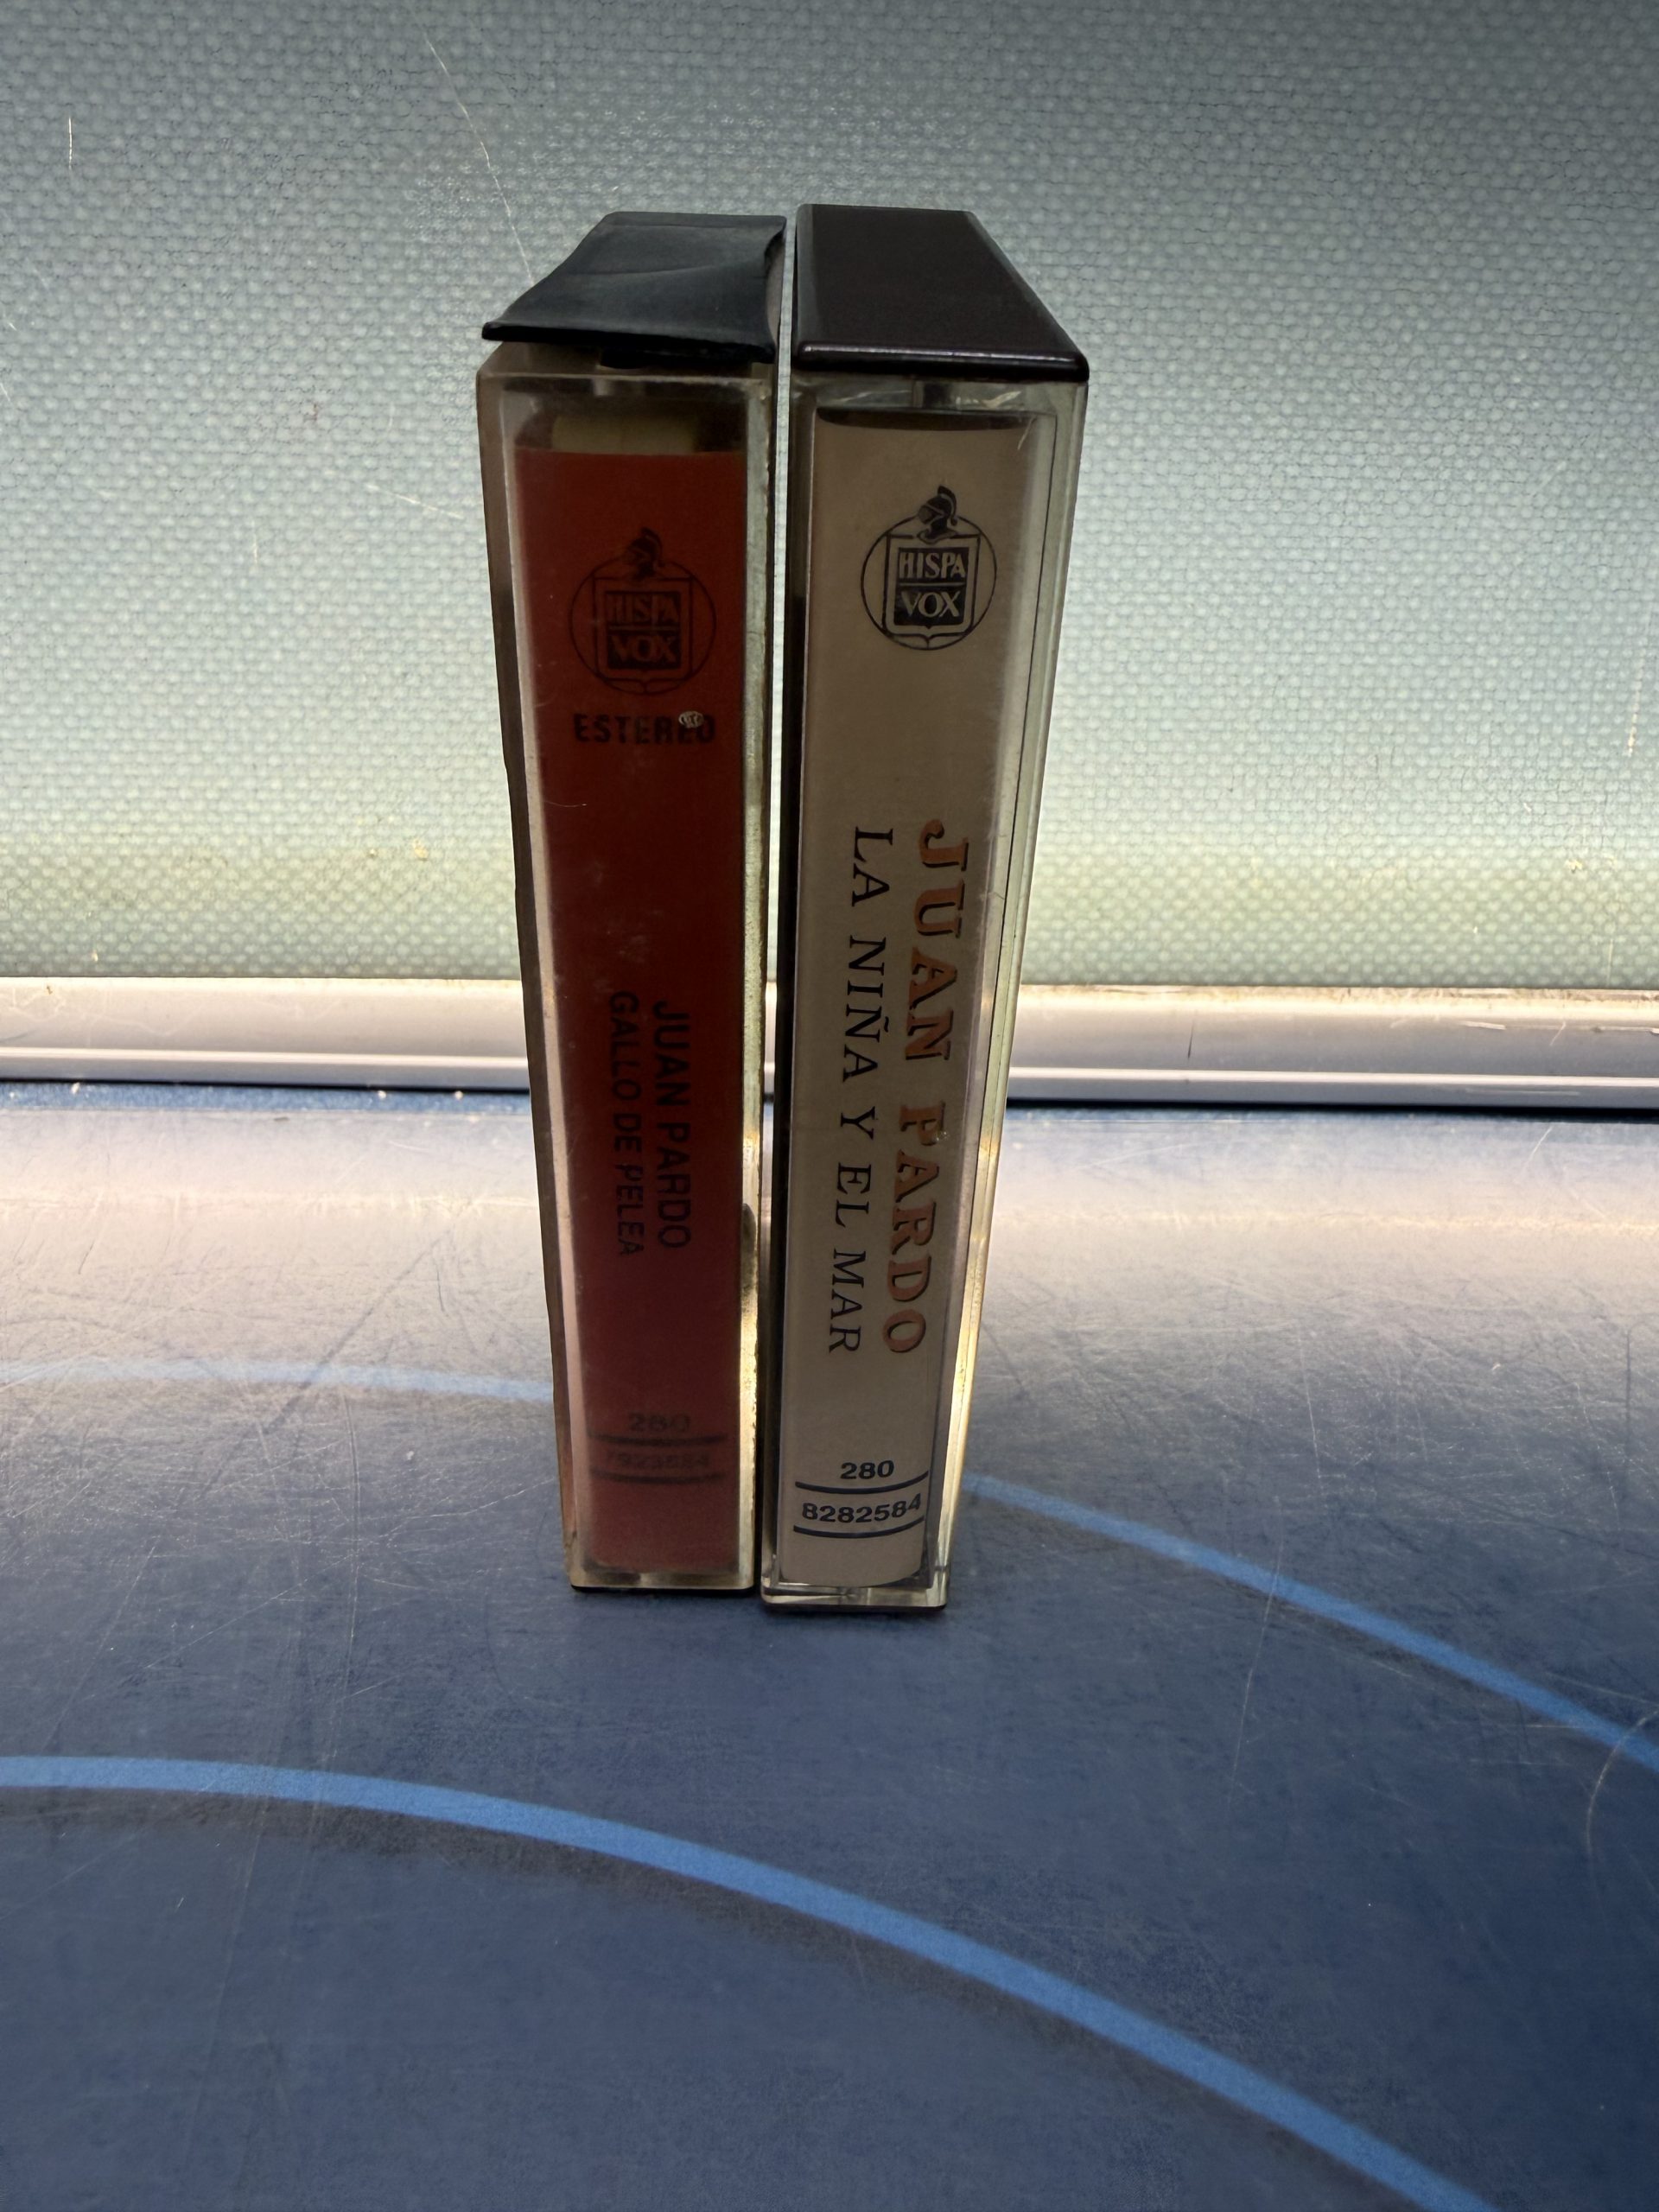 HISPA
VOX
ESTEREO
JUAN PARDO
GALLO DE PELEA
280
HISPA
VOX
JUAN PARDO
LA NIÑA Y EL MAR
280
8282584